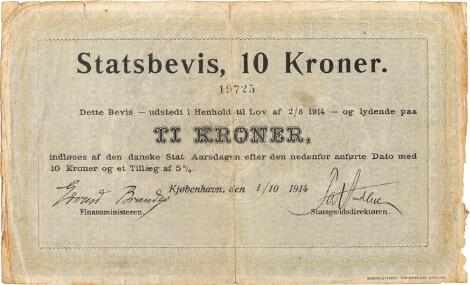 Statsbevis, 10 Kroner.
19725
Dette Bevis — udstedt i Henhold til Lov af 2/8 1914 — og lydende paa
TI KRONER,
indløses af den danske Stat Aarsdagen efter den nedenfor anførte Dato med
10 Kroner og et Tillæg af 5 %.
Kjøbenhavn, den 1/10 1914
Edvard Brandes
Finansministeren.
Statsgældsdirektøren.